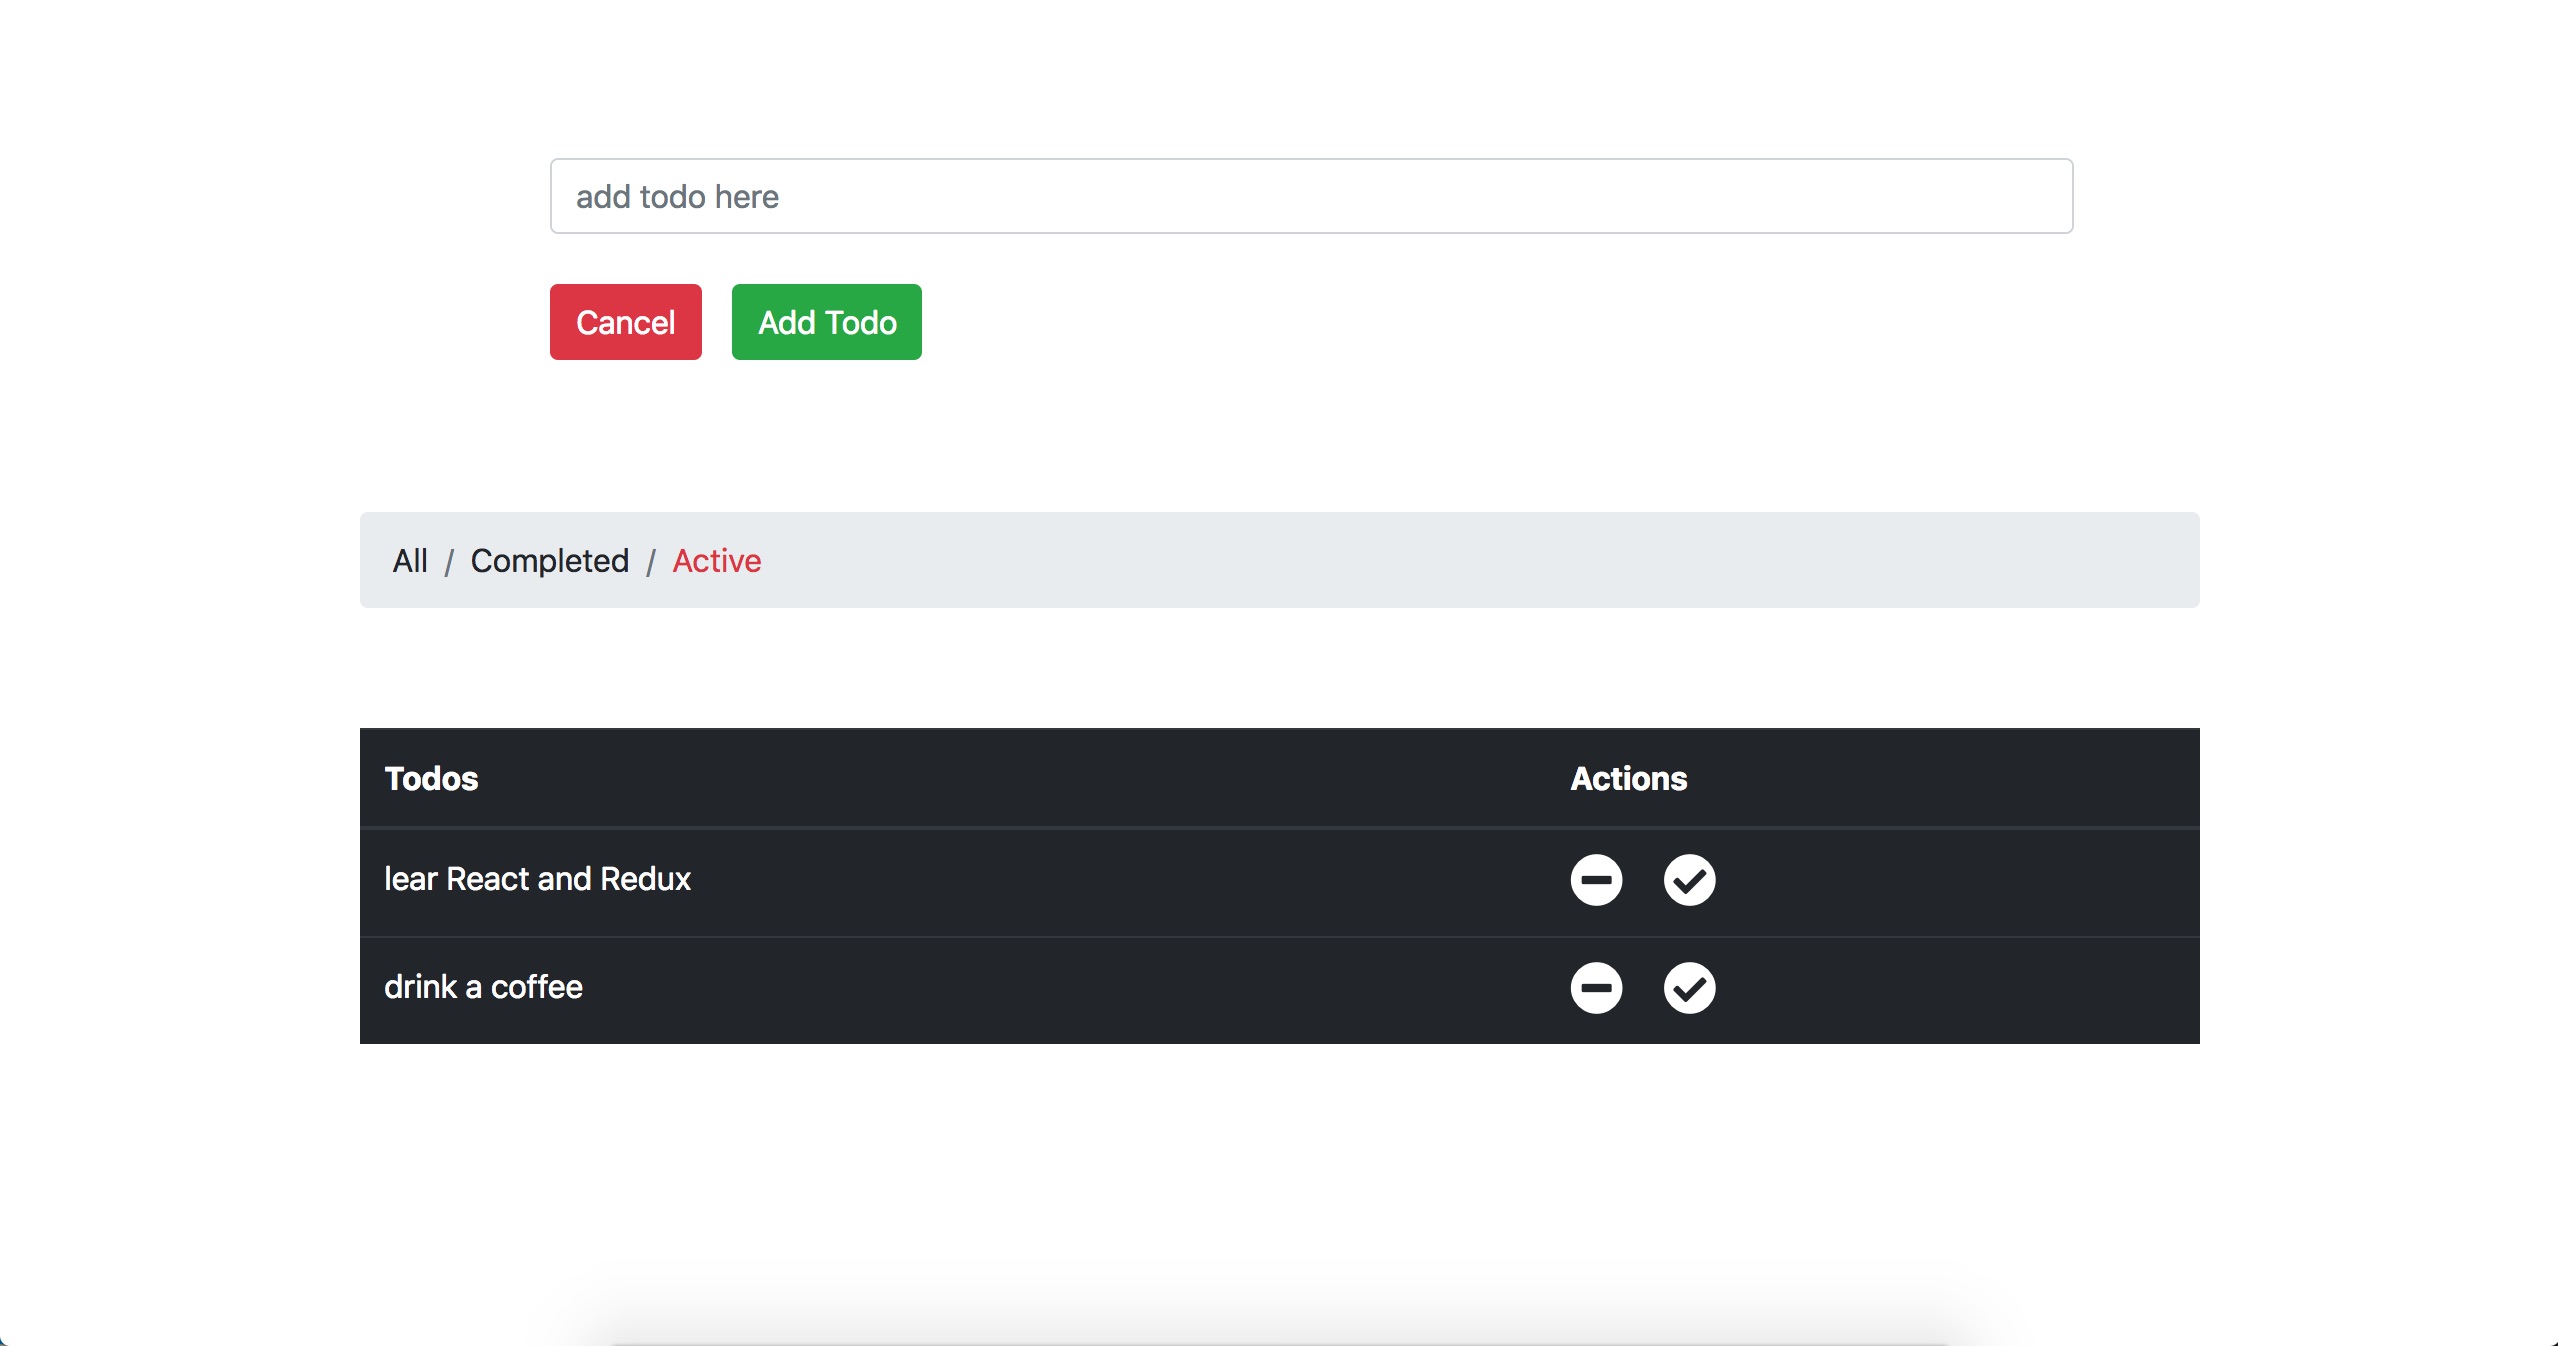 add todo here
Cancel Add Todo
All / Completed / Active
Todos Actions
lear React and Redux
drink a coffee